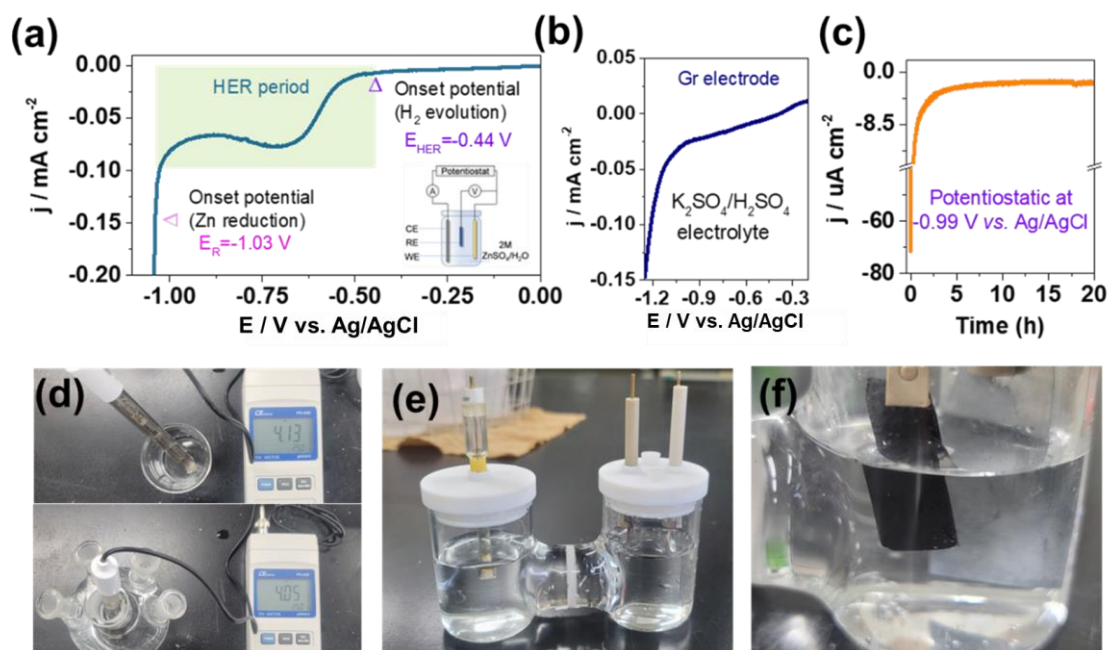 (a)
0.00
-0.05
-0.10
-0.15
-0.20
j / mA cm-2
HER period
Onset potential
(H2 evolution)
EHER=-0.44 V
Onset potential
(Zn reduction)
ER=-1.03 V
Potentiostat
A
V
CE
RE
WE
2M
ZnSO4/H2O
-1.00
-0.75
-0.50
-0.25
0.00
E / V vs. Ag/AgCl
(b)
0.05
0.00
-0.05
-0.10
-0.15
j / mA cm-2
Gr electrode
K2SO4/H2SO4
electrolyte
-1.2
-0.9
-0.6
-0.3
E / V vs. Ag/AgCl
(c)
0.0
-8.5
-60
-80
j / uA cm-2
Potentiostatic at
-0.99 V vs. Ag/AgCl
0
5
10
15
20
Time (h)
(d)
4.13
4.05
(e)
(f)